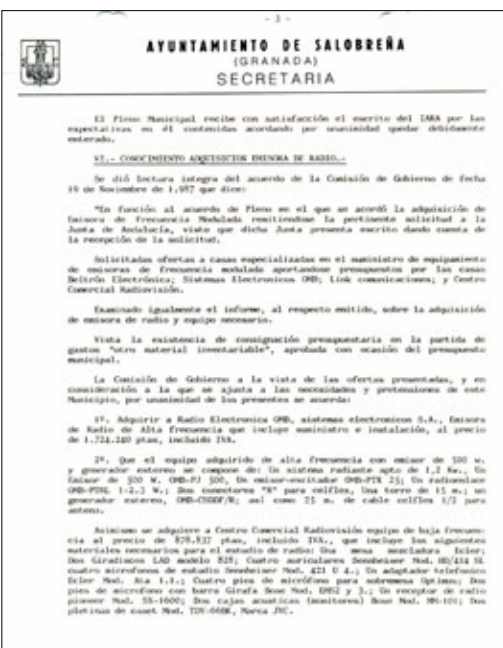 - 3 -
AYUNTAMIENTO DE SALOBREÑA
(GRANADA)
SECRETARIA
El Pleno Municipal recibe con satisfacción el escrito del IARA por las
expectativas en él contenidas acordando por unanimidad quedar debidamente
enterado.
VI.- CONOCIMIENTO ADQUISICION EMISORA DE RADIO.-
Se dió lectura integra del acuerdo de la Comisión de Gobierno de fecha
19 de Noviembre de 1.987 que dice:
"En función al acuerdo de Pleno en el que se acordó la adquisición de
Emisora de Frecuencia Modulada remitiendose la pertinente solicitud a la
Junta de Andalucía, visto que dicha Junta presenta escrito dando cuenta de
la recepción de la solicitud.
Solicitadas ofertas a casas especializadas en el suministro de equipamiento
de emisoras de frecuencia modulada aportandose presupuestos por las casas
Beltrón Electrónica; Sistemas Electronicos OMB; Link comunicaciones; y Centro
Comercial Radiovisión.
Examinado igualmente el informe, al respecto emitido, sobre la adquisición
de emisora de radio y equipo necesario.
Vista la existencia de consignación presupuestaria en la partida de
gastos "otro material inventariable", aprobada con ocasión del presupuesto
municipal.
La Comisión de Gobierno a la vista de las ofertas presentadas, y en
consideración a la que se ajusta a las necesidades y pretensiones de este
Municipio, por unanimidad de los presentes se acuerda:
1º. Adquirir a Radio Electronica OMB, sistemas electronicos S.A., Emisora
de Radio de Alta frecuencia que incluye suministro e instalación, al precio
de 1.724.240 ptas, incluido IVA.
2º. Que el equipo adquirido de alta frecuencia con emisor de 500 w.
y generador estereo se compone de: Un sistema radiante apto de 1,2 Kw., Un
Emisor de 500 W. OMB-PJ 500, Un emisor-excitador OMB-PTX 25; Un radioenlace
1-2.3 W.; Dos conectores "N" para celflex, Una torre de 15 m.; un
generador estereo, así como 25 m. de cable celflex 1/2 para
antena.
Asimismo se adquiere a Centro Comercial Radiovisión equipo de baja frecuen-
cia al precio de 878.837 ptas, incluido IVA., que incluye los siguientes
materiales necesarios para el estudio de radio: Una mesa mezcladora Ecler;
Dos Giradiscos LAD modelo 828; Cuatro auriculares Sennheiser Mod. HD/414 SL
cuatro micrófonos de estudio Sennheiser Mod. 421 U 4.; Un adaptador telefonico
Ecler Mod. Ata 1.1.; Cuatro pies de micrófono para sobremesa Optimus; Dos
pies de microfono con barra Girafa Bose Mod. y 3.; Un receptor de radio
pioneer Mod. Dos cajas acusticas (monitores) Bose Mod. Dos
pletinas de caset Mod. Marca JVC.